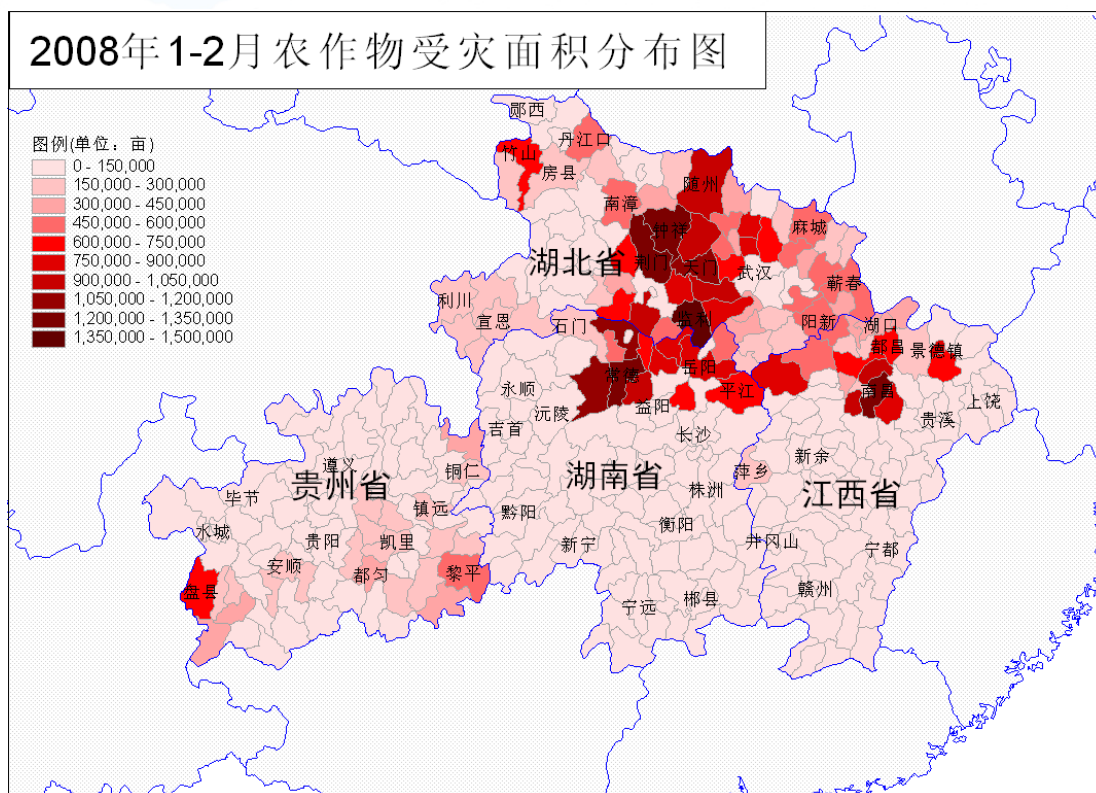 2008年1-2月农作物受灾面积分布图
图例(单位：亩)
0 - 150,000
150,000 - 300,000
300,000 - 450,000
450,000 - 600,000
600,000 - 750,000
750,000 - 900,000
900,000 - 1,050,000
1,050,000 - 1,200,000
1,200,000 - 1,350,000
1,350,000 - 1,500,000
郧西
丹江口
竹山
房县
随州
南漳
钟祥
麻城
湖北省
荆门
天门
武汉
蕲春
利川
宣恩
石门
监利
阳新
湖口
都昌
景德镇
岳阳
常德
平江
南昌
永顺
沅陵
益阳
上饶
贵溪
吉首
长沙
遵义
贵州省
铜仁
湖南省
萍乡
新余
江西省
毕节
镇远
黔阳
株洲
水城
贵阳
凯里
衡阳
新宁
井冈山
宁都
安顺
都匀
黎平
盘县
宁远
郴县
赣州